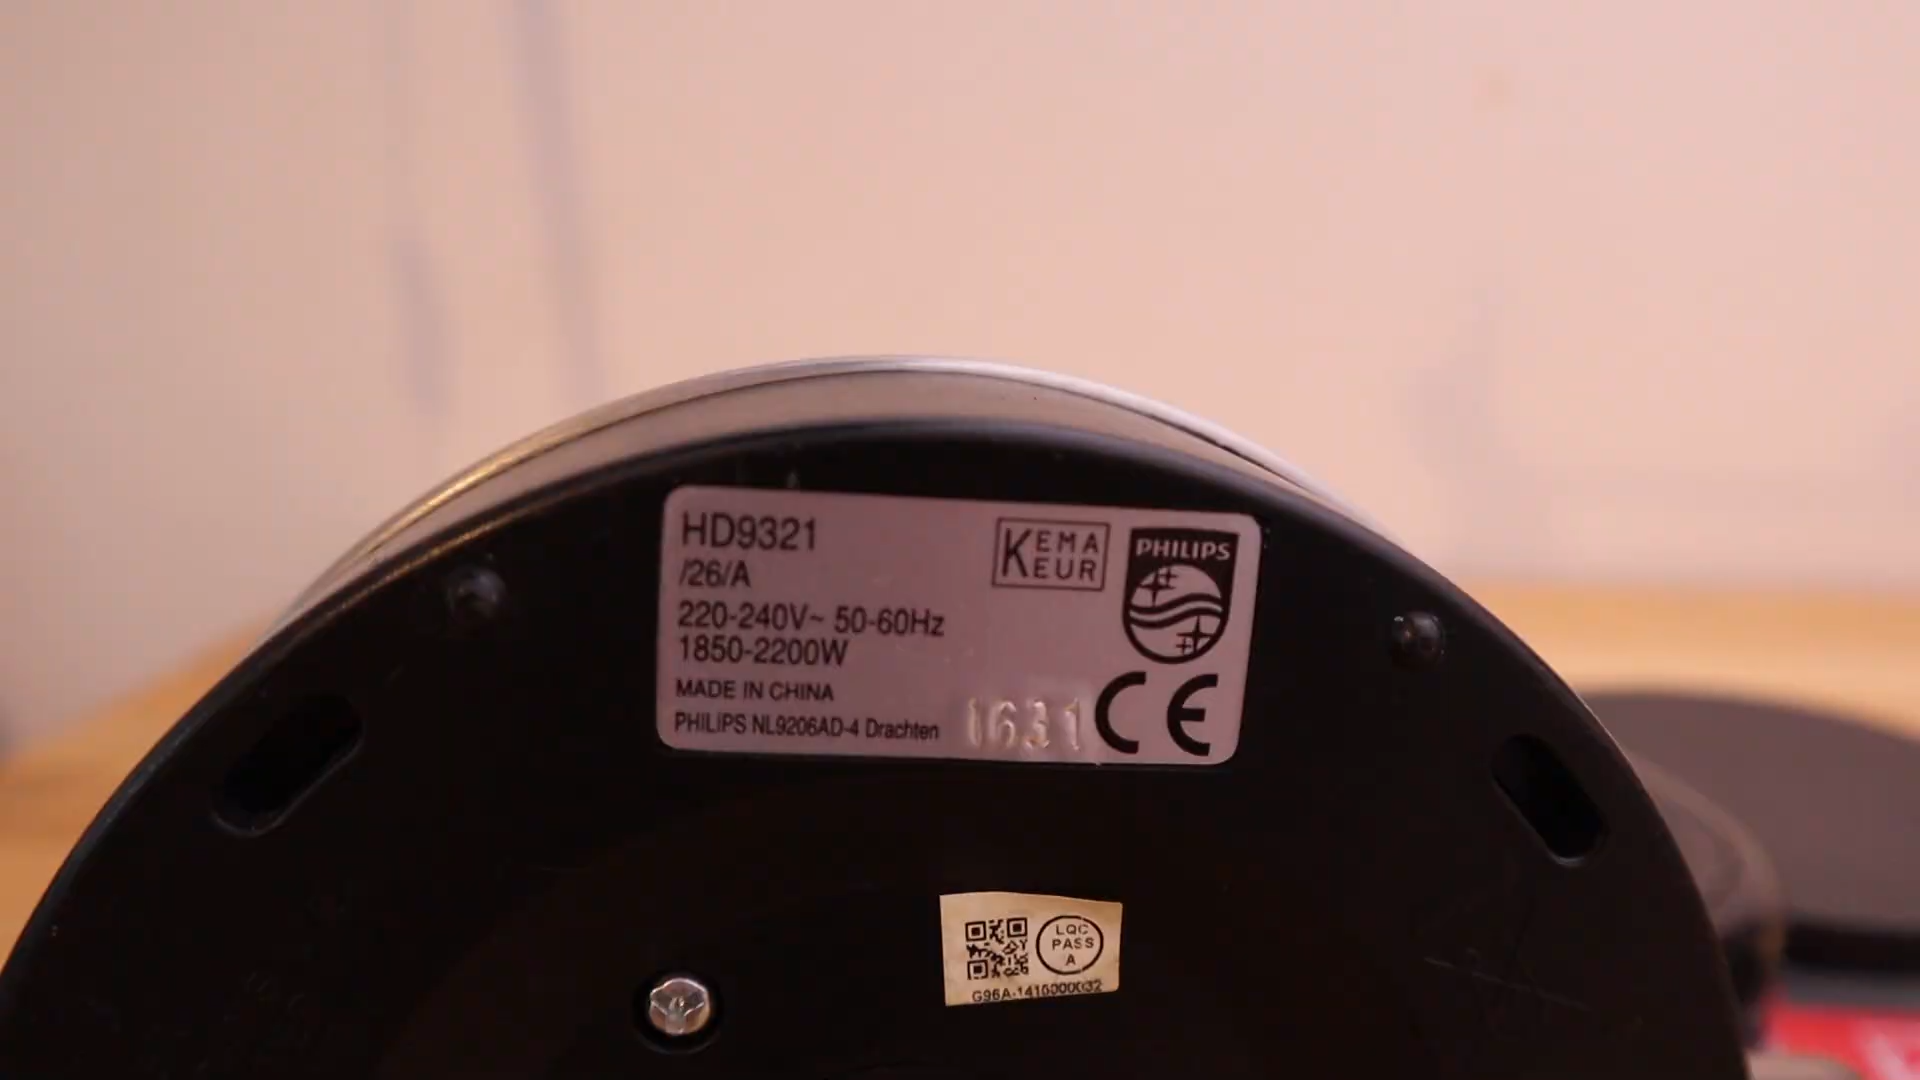 HD9321
/26/A
220-240V~ 50-60Hz
1850-2200W
MADE IN CHINA
PHILIPS NL9206AD-4 Drachten
1631
KEMA
KEUR
PHILIPS
CE
LQC
PASS
A